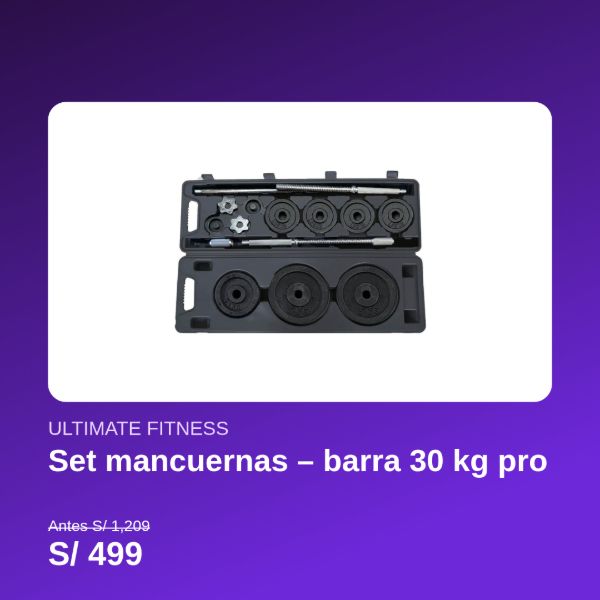 ULTIMATE FITNESS
Set mancuernas – barra 30 kg pro
Antes S/ 1,209
S/ 499